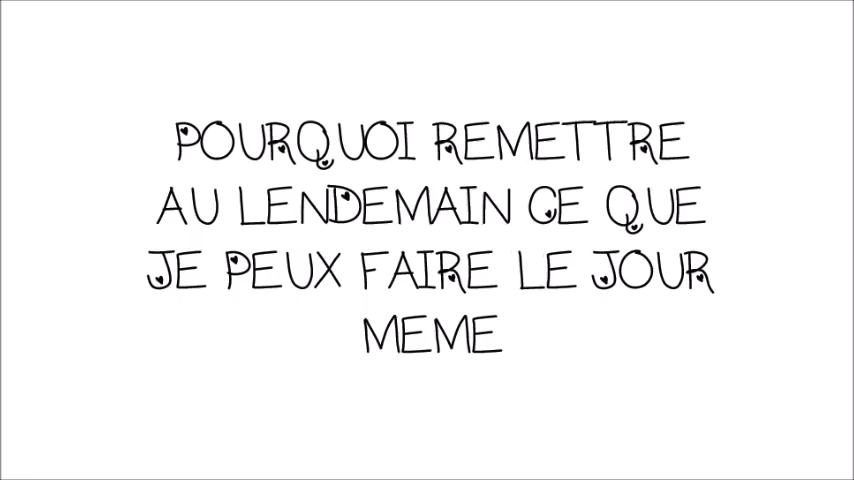 POURQUOI REMETTRE
AU LENDEMAIN CE QUE
JE PEUX FAIRE LE JOUR
MEME